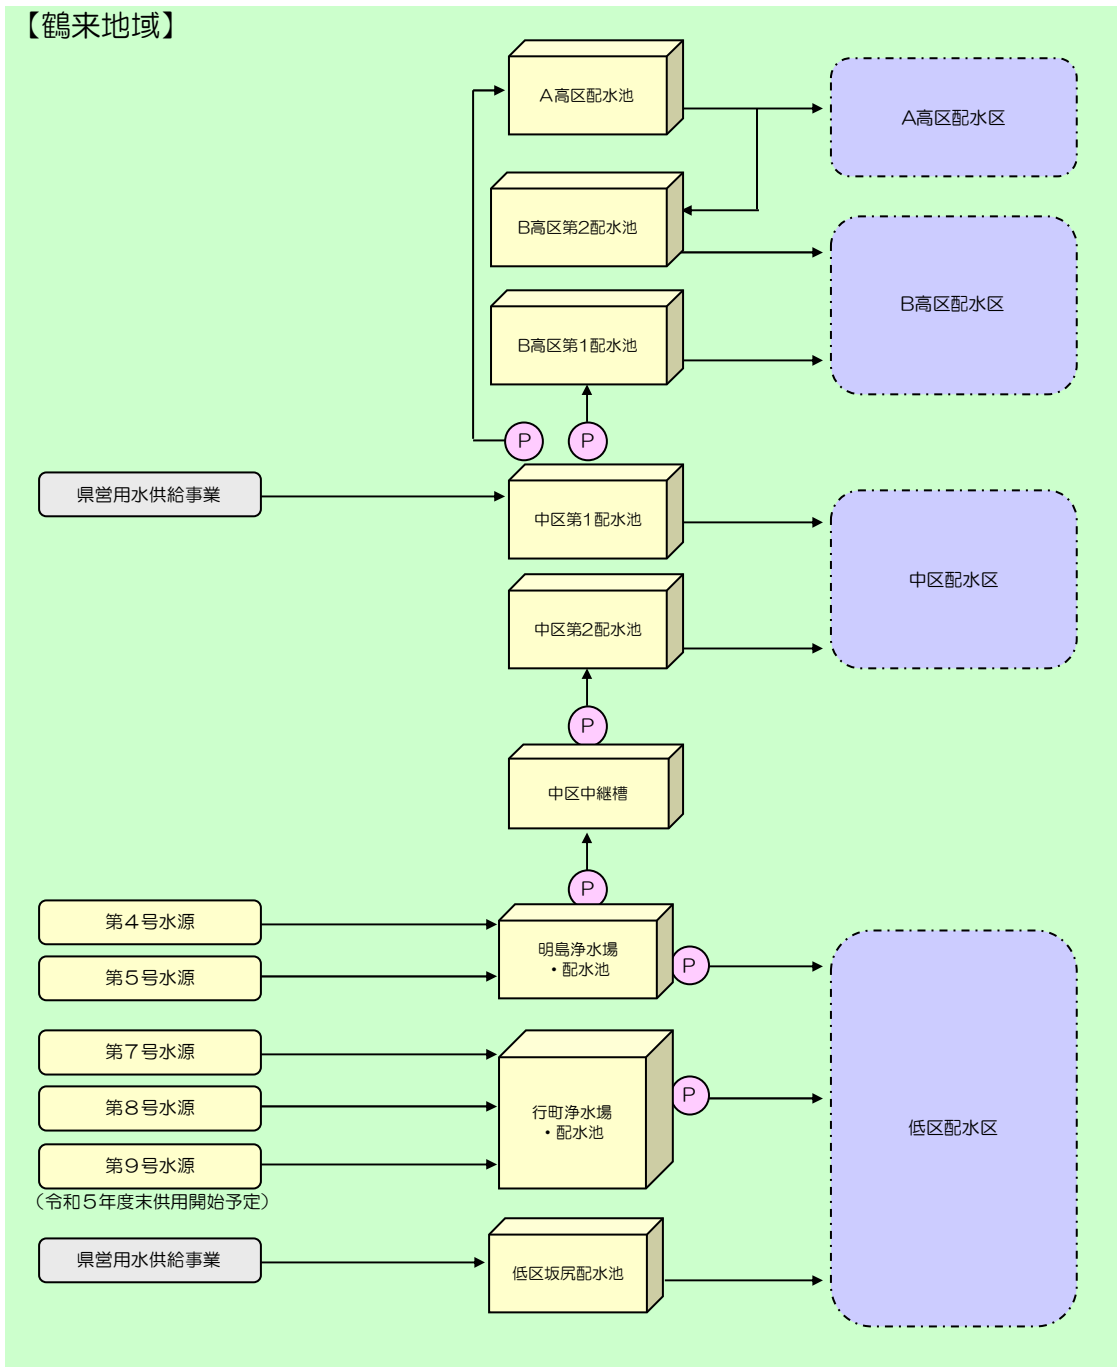 【鶴来地域】
A高区配水池
A高区配水区
B高区第2配水池
B高区配水区
B高区第1配水池
P
P
県営用水供給事業
中区第1配水池
中区配水区
中区第2配水池
P
中区中継槽
P
第4号水源
明島浄水場
・配水池
P
第5号水源
第7号水源
P
第8号水源
行町浄水場
・配水池
低区配水区
第9号水源
（令和5年度末供用開始予定）
県営用水供給事業
低区坂尻配水池